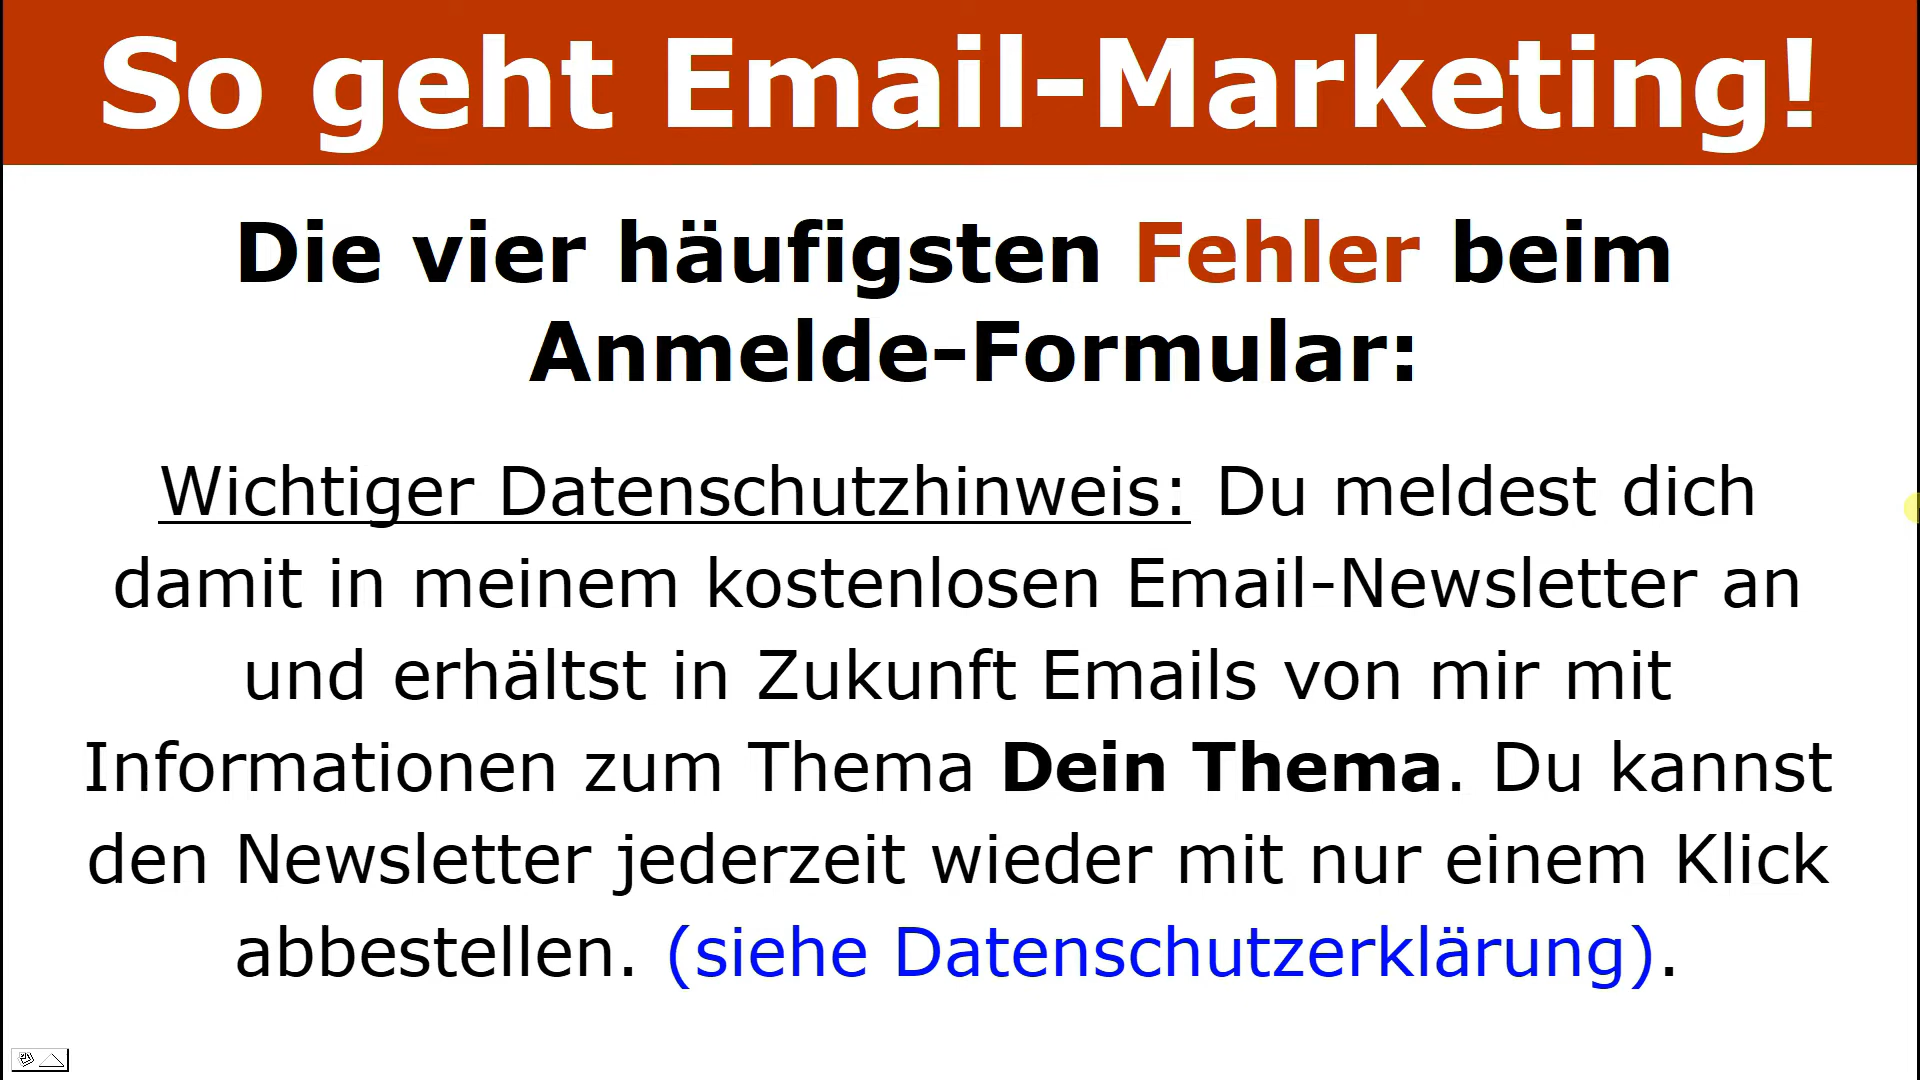 So geht Email-Marketing!
Die vier häufigsten Fehler beim
Anmelde-Formular:
Wichtiger Datenschutzhinweis: Du meldest dich
damit in meinem kostenlosen Email-Newsletter an
und erhältst in Zukunft Emails von mir mit
Informationen zum Thema Dein Thema. Du kannst
den Newsletter jederzeit wieder mit nur einem Klick
abbestellen. (siehe Datenschutzerklärung).